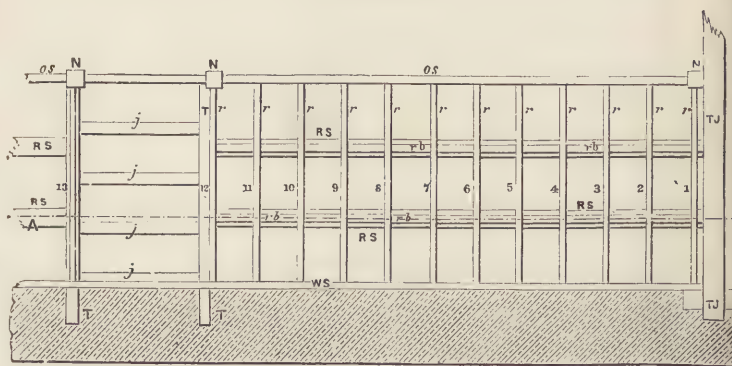 N N N
os os
r r r r r r r r r r r
T TJ
j
RS RS
rb rb
j
13 12 11 10 9 8 7 6 5 4 3 2 1
RS RS
A rb rb
j RS
j
WS
T T TJ